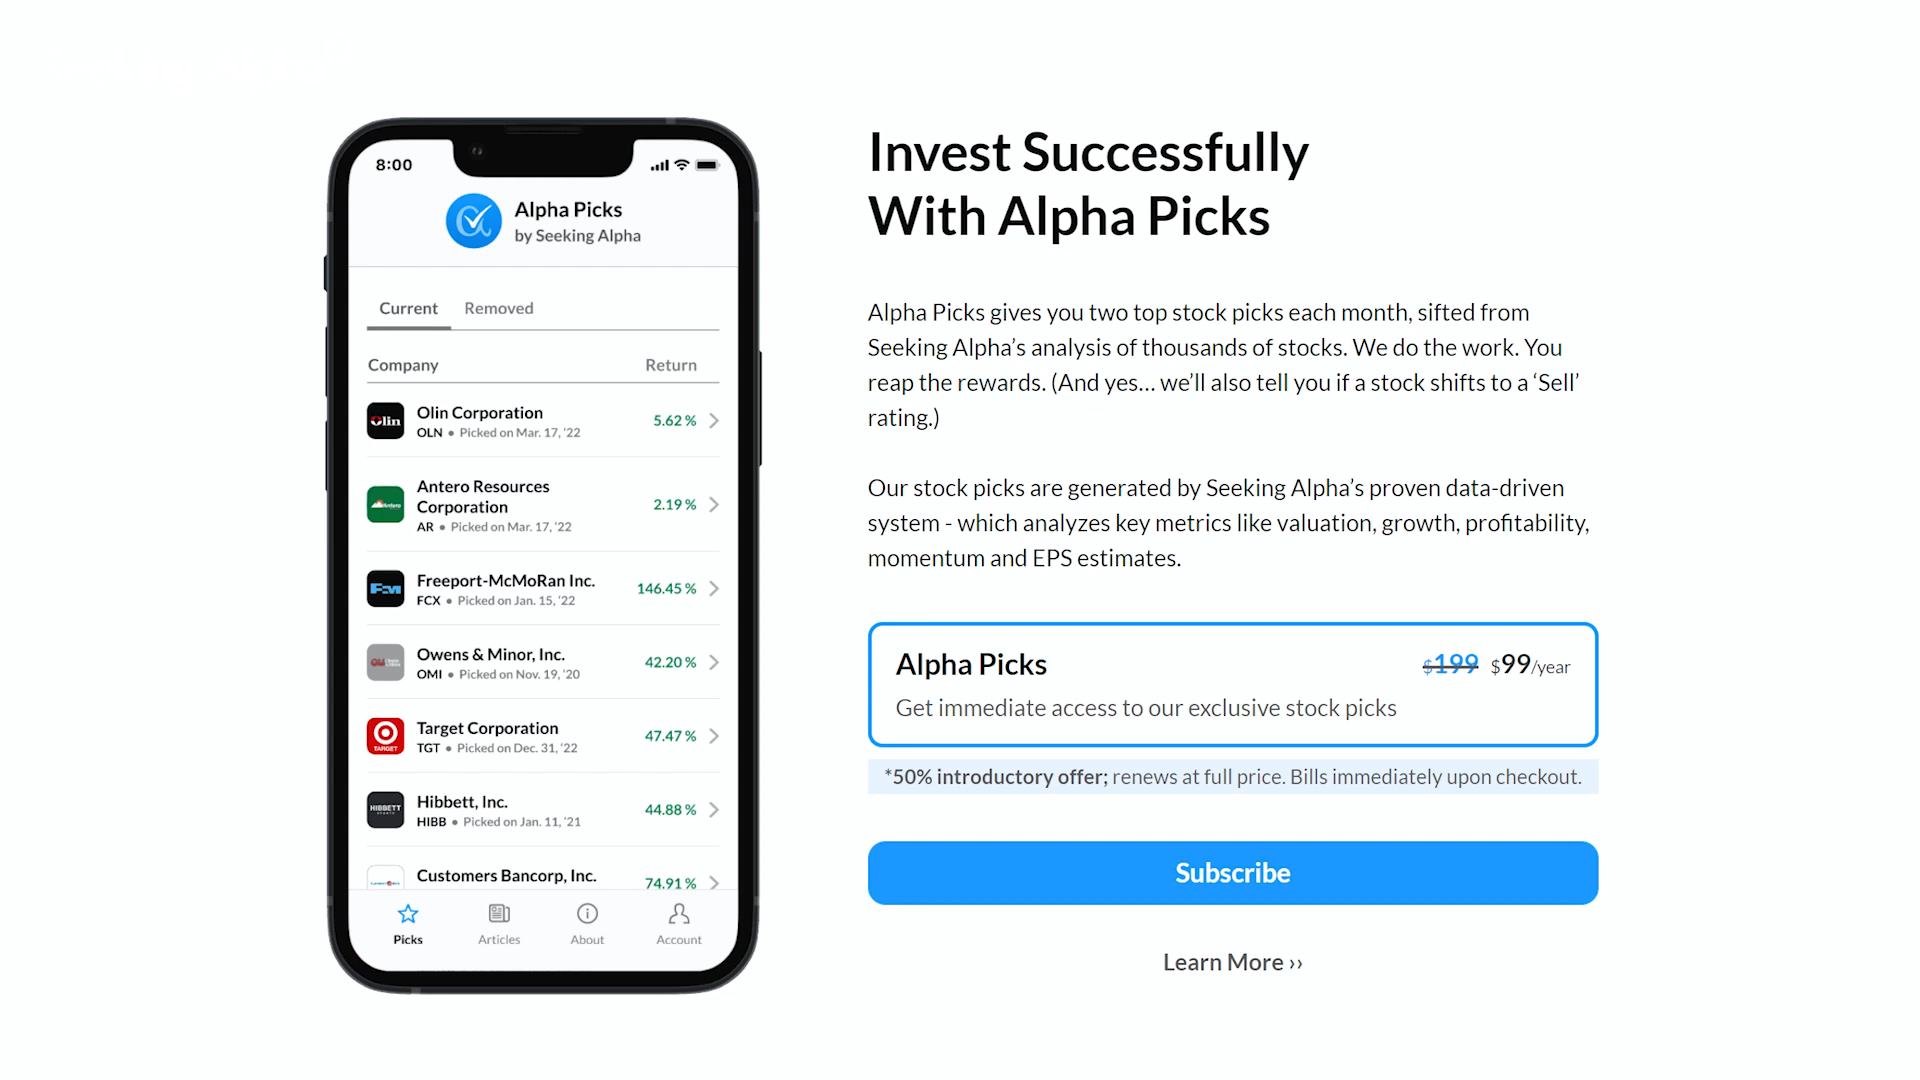 8:00
Alpha Picks
by Seeking Alpha
Current Removed
Company Return
Olin
Olin Corporation
OLN • Picked on Mar. 17, ‘22
5.62 %
Antero Resources
Corporation
AR • Picked on Mar. 17, ‘22
2.19 %
Freeport-McMoRan Inc.
FCX • Picked on Jan. 15, ‘22
146.45 %
Owens & Minor, Inc.
OMI • Picked on Nov. 19, ‘20
42.20 %
TARGET
Target Corporation
TGT • Picked on Dec. 31, ‘22
47.47 %
HIBBETT
Hibbett, Inc.
HIBB • Picked on Jan. 11, ‘21
44.88 %
Customers Bancorp, Inc.
74.91 %
Picks Articles About Account
Invest Successfully
With Alpha Picks
Alpha Picks gives you two top stock picks each month, sifted from
Seeking Alpha’s analysis of thousands of stocks. We do the work. You
reap the rewards. (And yes... we’ll also tell you if a stock shifts to a ‘Sell’
rating.)
Our stock picks are generated by Seeking Alpha’s proven data-driven
system - which analyzes key metrics like valuation, growth, profitability,
momentum and EPS estimates.
Alpha Picks $199 $99/year
Get immediate access to our exclusive stock picks
*50% introductory offer; renews at full price. Bills immediately upon checkout.
Subscribe
Learn More ››